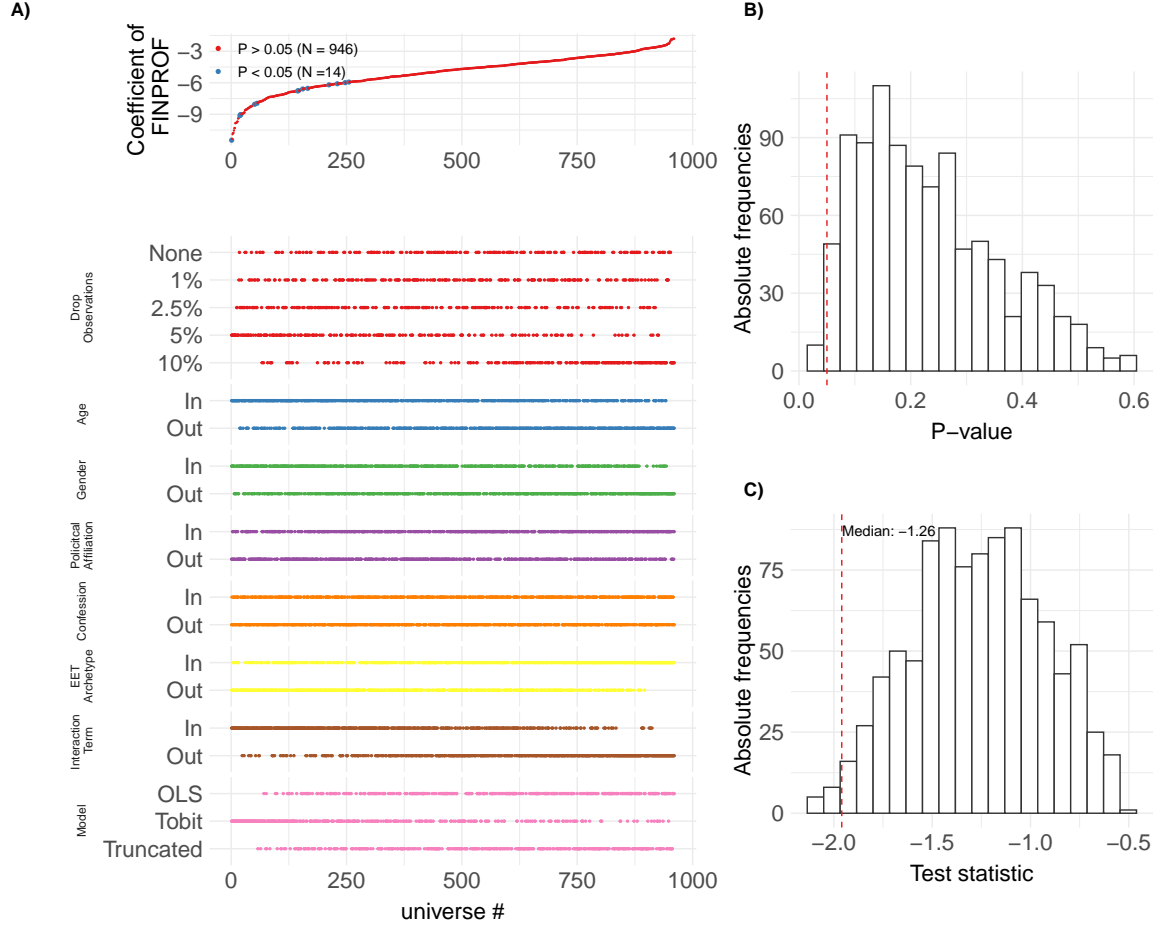 A)
Coefficient of
FINPROF
−3
−6
−9
P > 0.05 (N = 946)
P < 0.05 (N =14)
0
250
500
750
1000
Drop
Observations
None
1%
2.5%
5%
10%
Age
In
Out
Gender
In
Out
Policitcal
Affiliation
In
Out
Confession
In
Out
EET
Archetype
In
Out
Interaction
Term
In
Out
Model
OLS
Tobit
Truncated
0
250
500
750
1000
universe #
B)
Absolute frequencies
90
60
30
0
0.0
0.2
0.4
0.6
P−value
C)
Median: −1.26
Absolute frequencies
75
50
25
0
−2.0
−1.5
−1.0
−0.5
Test statistic